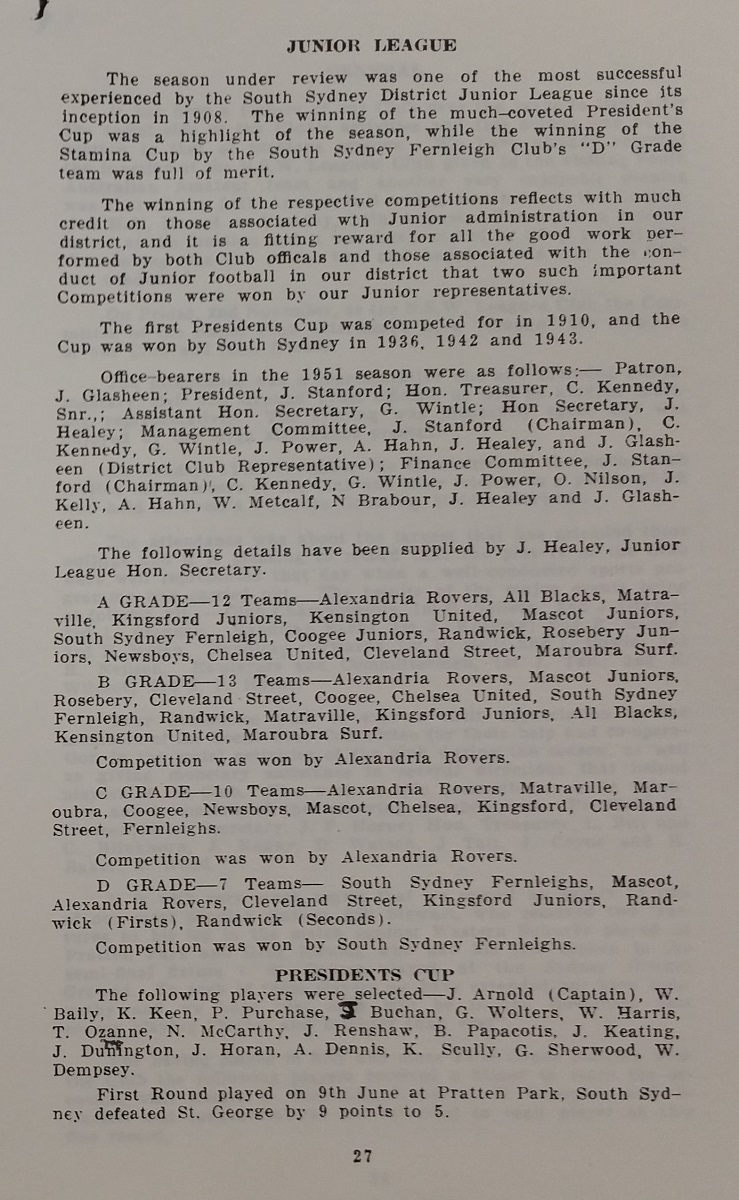 JUNIOR LEAGUE
The season under review was one of the most successful
experienced by the South Sydney District Junior League since its
inception in 1908. The winning of the much-coveted President's
Cup was a highlight of the season, while the winning of the
Stamina Cup by the South Sydney Fernleigh Club's "D" Grade
team was full of merit.
The winning of the respective competitions reflects with much
credit on those associated wth Junior administration in our
district, and it is a fitting reward for all the good work per-
formed by both Club officals and those associated with the con-
duct of Junior football in our district that two such important
Competitions were won by our Junior representatives.
The first Presidents Cup was competed for in 1910, and the
Cup was won by South Sydney in 1936, 1942 and 1943.
Office-bearers in the 1951 season were as follows:— Patron,
J. Glasheen; President, J. Stanford; Hon. Treasurer, C. Kennedy,
Snr.,; Assistant Hon. Secretary, G. Wintle; Hon Secretary, J.
Healey; Management Committee, J. Stanford (Chairman), C.
Kennedy, G. Wintle, J. Power, A. Hahn, J. Healey, and J. Glash-
een (District Club Representative); Finance Committee, J. Stan-
ford (Chairman), C. Kennedy, G. Wintle, J. Power, O. Nilson, J.
Kelly, A. Hahn, W. Metcalf, N Brabour, J. Healey and J. Glash-
een.
The following details have been supplied by J. Healey, Junior
League Hon. Secretary.
A GRADE—12 Teams—Alexandria Rovers, All Blacks, Matra-
ville, Kingsford Juniors, Kensington United, Mascot Juniors,
South Sydney Fernleigh, Coogee Juniors, Randwick, Rosebery Jun-
iors, Newsboys, Chelsea United, Cleveland Street, Maroubra Surf.
B GRADE—13 Teams—Alexandria Rovers, Mascot Juniors,
Rosebery, Cleveland Street, Coogee, Chelsea United, South Sydney
Fernleigh, Randwick, Matraville, Kingsford Juniors, All Blacks,
Kensington United, Maroubra Surf.
Competition was won by Alexandria Rovers.
C GRADE—10 Teams—Alexandria Rovers, Matraville, Mar-
oubra, Coogee, Newsboys, Mascot, Chelsea, Kingsford, Cleveland
Street, Fernleighs.
Competition was won by Alexandria Rovers.
D GRADE—7 Teams— South Sydney Fernleighs, Mascot,
Alexandria Rovers, Cleveland Street, Kingsford Juniors, Rand-
wick (Firsts), Randwick (Seconds).
Competition was won by South Sydney Fernleighs.
PRESIDENTS CUP
The following players were selected—J. Arnold (Captain), W.
Baily, K. Keen, P. Purchase, J Buchan, G. Wolters, W. Harris,
T. Ozanne, N. McCarthy, J. Renshaw, B. Papacotis, J. Keating,
J. Horan, A. Dennis, K. Scully, G. Sherwood, W.
Dempsey.
First Round played on 9th June at Pratten Park, South Syd-
ney defeated St. George by 9 points to 5.
27